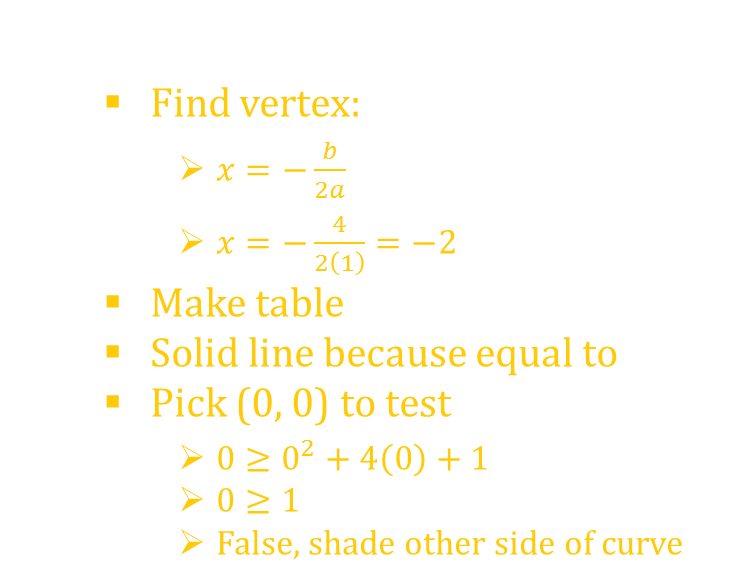 ▪ Find vertex:
➢ x = −b/2a
➢ x = −4/2(1) = −2
▪ Make table
▪ Solid line because equal to
▪ Pick (0, 0) to test
➢ 0 ≥ 0² + 4(0) + 1
➢ 0 ≥ 1
➢ False, shade other side of curve